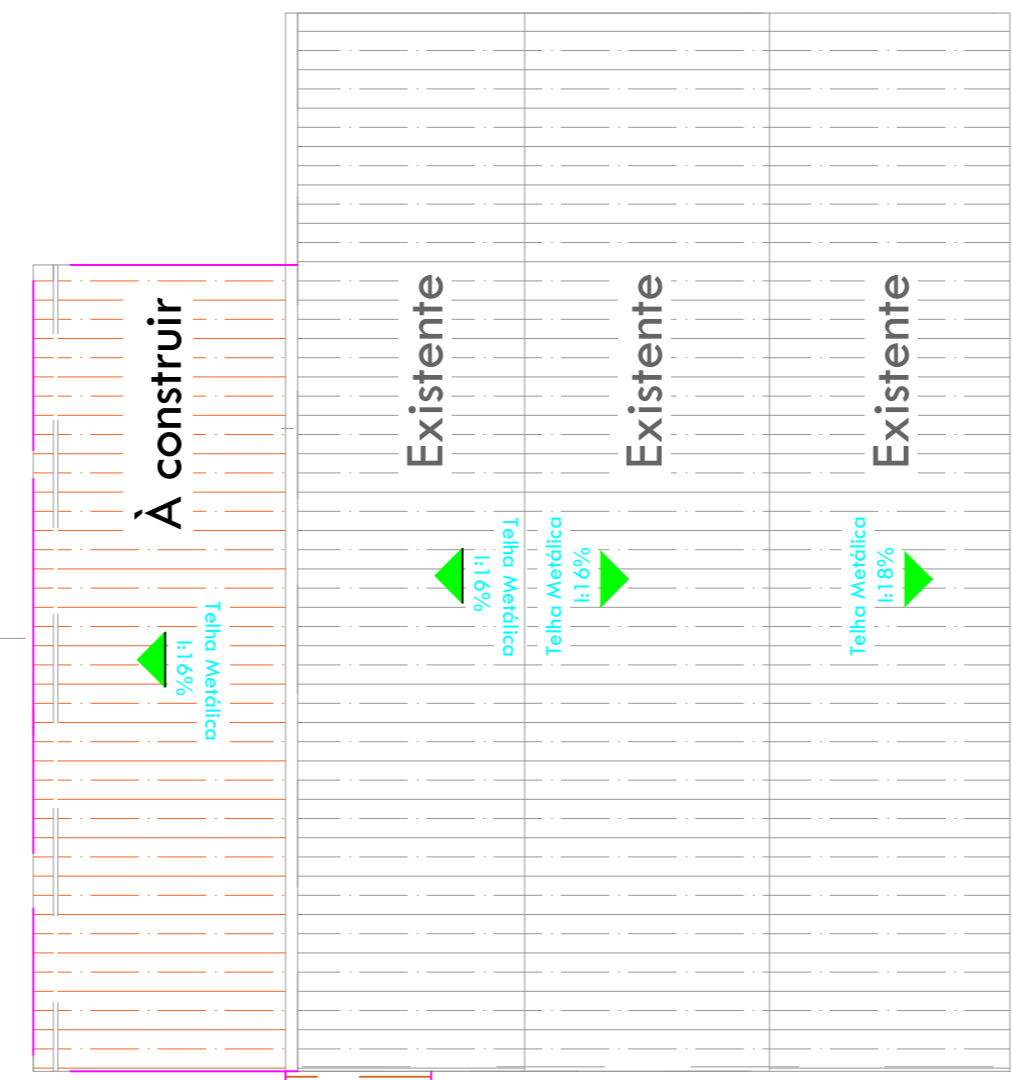 À construir
Existente
Existente
Existente
Telha Metálica
I:16%
Telha Metálica
I:16%
Telha Metálica
I:16%
Telha Metálica
I:18%